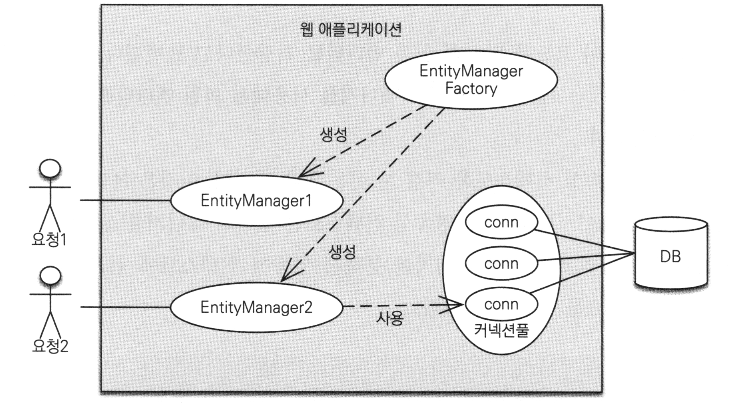 웹 애플리케이션
EntityManager
Factory
생성
EntityManager1
요청1
생성
conn
conn
conn
커넥션풀
DB
EntityManager2
사용
요청2